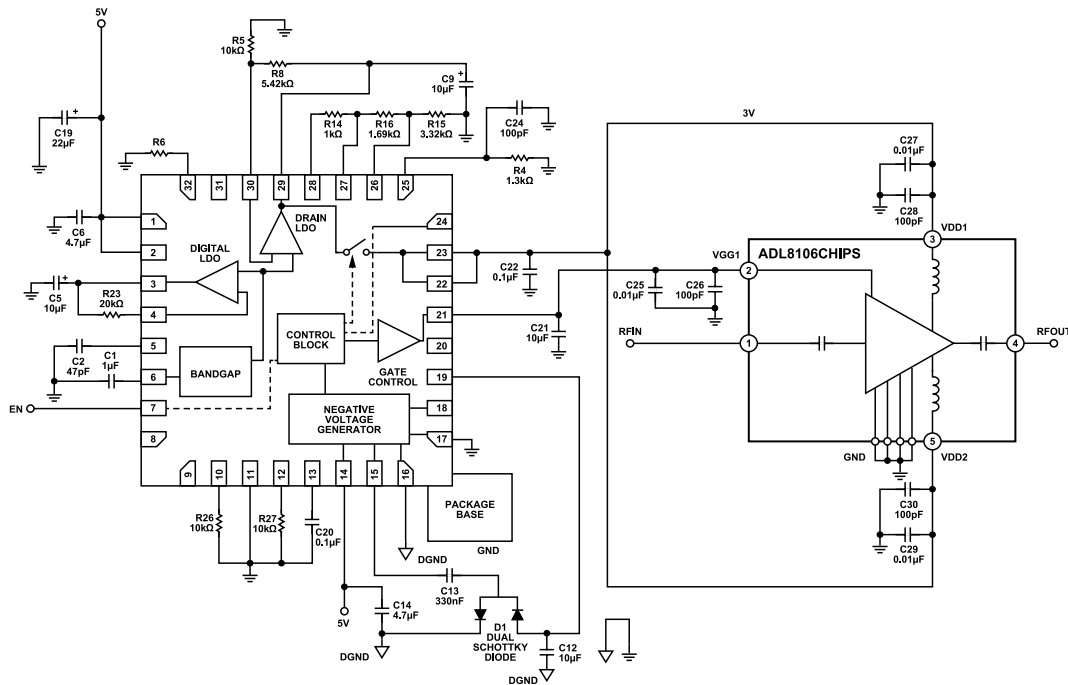 5V
R5
10kΩ
R8
5.42kΩ
C9
+
10µF
C19
+
22µF
R14
1kΩ
R16
1.69kΩ
R15
3.32kΩ
C24
100pF
3V
R6
R4
1.3kΩ
C27
0.01µF
32
31
30
29
28
27
26
25
C28
100pF
C6
4.7µF
1
24
DRAIN
LDO
2
23
3
VDD1
DIGITAL
LDO
VGG1
2
ADL8106CHIPS
C5
+
10µF
3
22
C22
0.1µF
C25
0.01µF
C26
100pF
R23
20kΩ
4
21
C21
10µF
CONTROL
BLOCK
RFIN
1
4
RFOUT
5
20
C2
47pF
C1
1µF
6
BANDGAP
GATE
CONTROL
19
EN
7
NEGATIVE
VOLTAGE
GENERATOR
18
8
17
GND
5
VDD2
9
10
11
12
13
14
15
16
C30
100pF
PACKAGE
BASE
R26
10kΩ
R27
10kΩ
C20
0.1µF
GND
C29
0.01µF
DGND
C13
330nF
C14
4.7µF
5V
D1
DUAL
SCHOTTKY
DIODE
C12
10µF
DGND
DGND